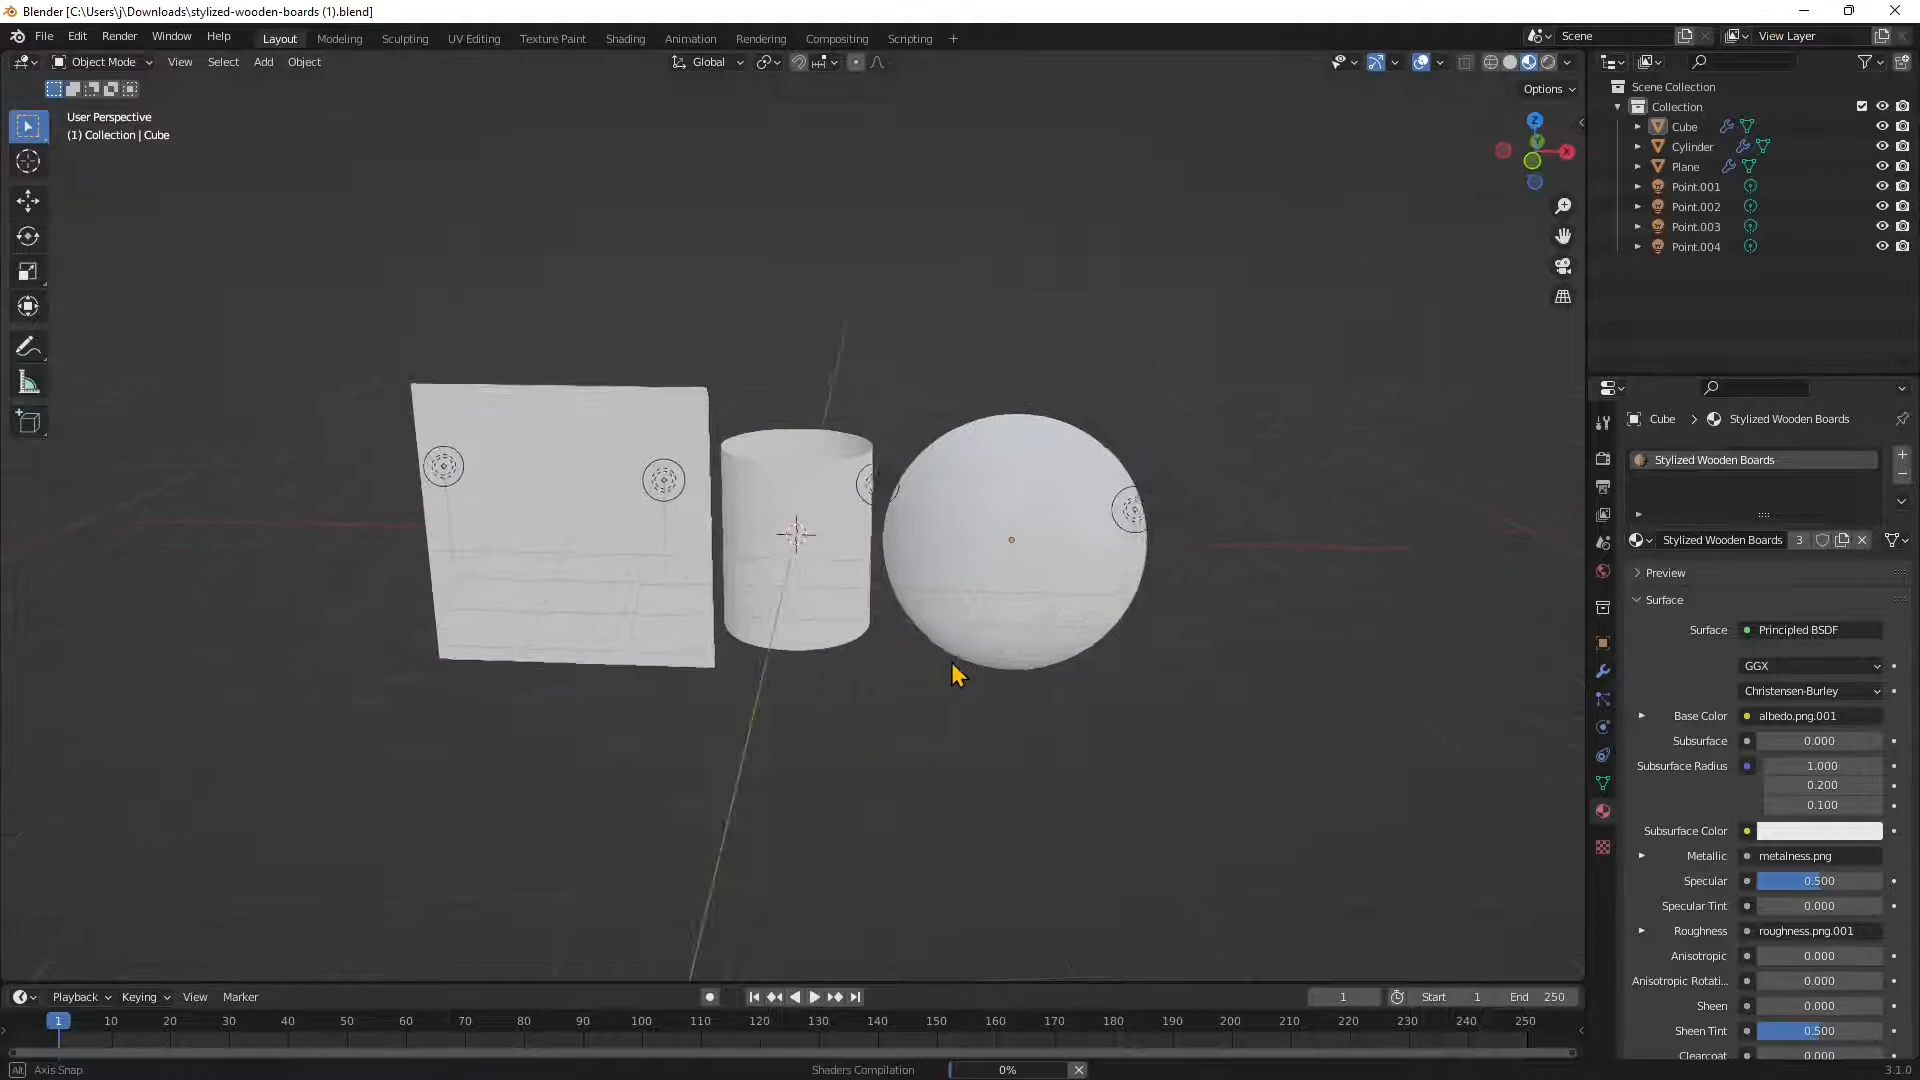 Blender [C:\Users\j\Downloads\stylized-wooden-boards (1).blend]
File Edit Render Window Help
Layout Modeling Sculpting UV Editing Texture Paint Shading Animation Rendering Compositing Scripting +
Scene
View Layer
Object Mode View Select Add Object
Global
Options
User Perspective
(1) Collection | Cube
Z
Y
X
Scene Collection
Collection
Cube
Cylinder
Plane
Point.001
Point.002
Point.003
Point.004
Cube > Stylized Wooden Boards
Stylized Wooden Boards
Stylized Wooden Boards 3
Preview
Surface
Surface Principled BSDF
GGX
Christensen-Burley
Base Color albedo.png.001
Subsurface 0.000
Subsurface Radius 1.000
0.200
0.100
Subsurface Color
Metallic metalness.png
Specular 0.500
Specular Tint 0.000
Roughness roughness.png.001
Anisotropic 0.000
Anisotropic Rotati... 0.000
Sheen 0.000
Sheen Tint 0.500
Clearcoat 0.000
Playback Keying View Marker
1 Start 1 End 250
1 10 20 30 40 50 60 70 80 90 100 110 120 130 140 150 160 170 180 190 200 210 220 230 240 250
Alt Axis Snap
Shaders Compilation 0%
3.1.0